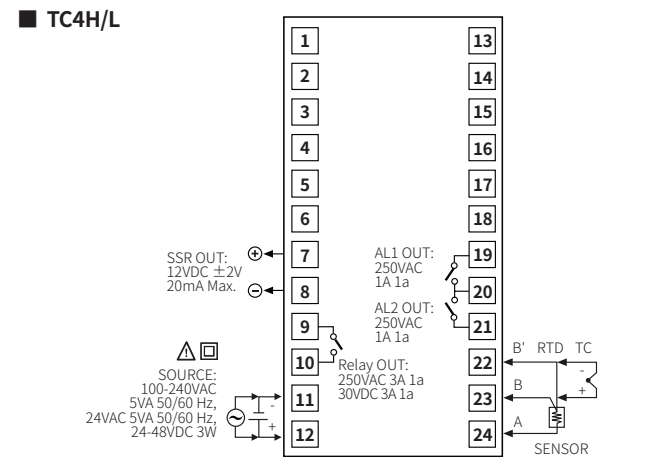 ■ TC4H/L
1
2
3
4
5
6
7
8
9
10
11
12
13
14
15
16
17
18
19
20
21
22
23
24
SSR OUT:
12VDC ±2V
20mA Max.
+
-
SOURCE:
100-240VAC
5VA 50/60 Hz,
24VAC 5VA 50/60 Hz,
24-48VDC 3W
-
+
Relay OUT:
250VAC 3A 1a
30VDC 3A 1a
AL1 OUT:
250VAC
1A 1a
AL2 OUT:
250VAC
1A 1a
B' RTD TC
-
B
+
A
SENSOR